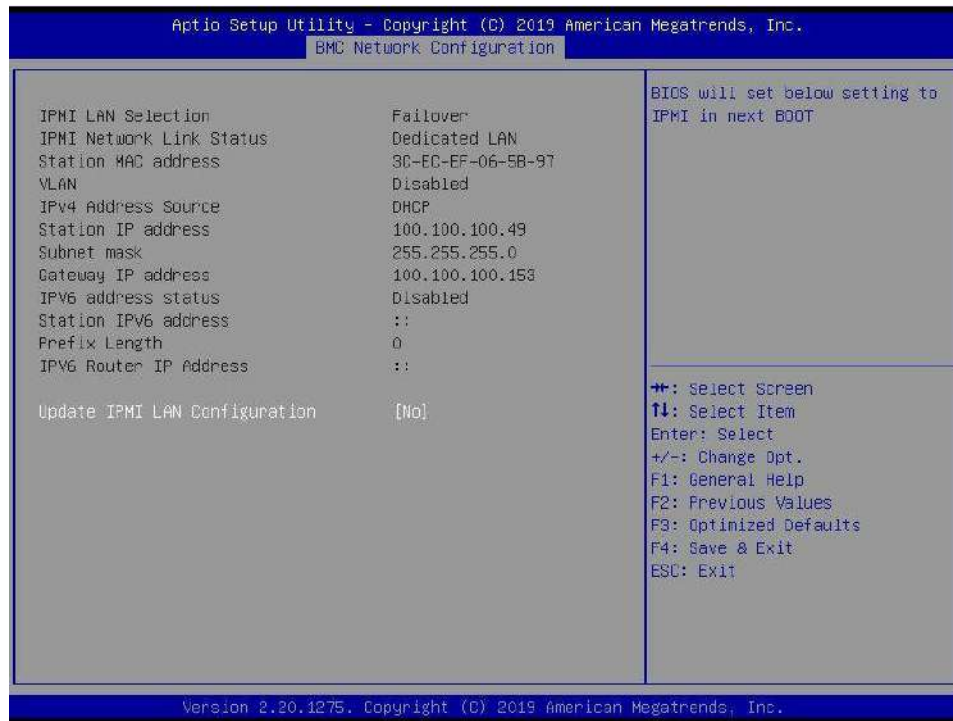 Aptio Setup Utility - Copyright (C) 2019 American Megatrends, Inc.
BMC Network Configuration
IPMI LAN Selection Failover
IPMI Network Link Status Dedicated LAN
Station MAC address 3C-EC-EF-06-5B-97
VLAN Disabled
IPv4 Address Source DHCP
Station IP address 100.100.100.49
Subnet mask 255.255.255.0
Gateway IP address 100.100.100.153
IPV6 address status Disabled
Station IPV6 address ::
Prefix Length 0
IPV6 Router IP Address ::
Update IPMI LAN Configuration [No]
BIOS will set below setting to
IPMI in next BOOT
→←: Select Screen
↑↓: Select Item
Enter: Select
+/-: Change Opt.
F1: General Help
F2: Previous Values
F3: Optimized Defaults
F4: Save & Exit
ESC: Exit
Version 2.20.1275. Copyright (C) 2019 American Megatrends, Inc.